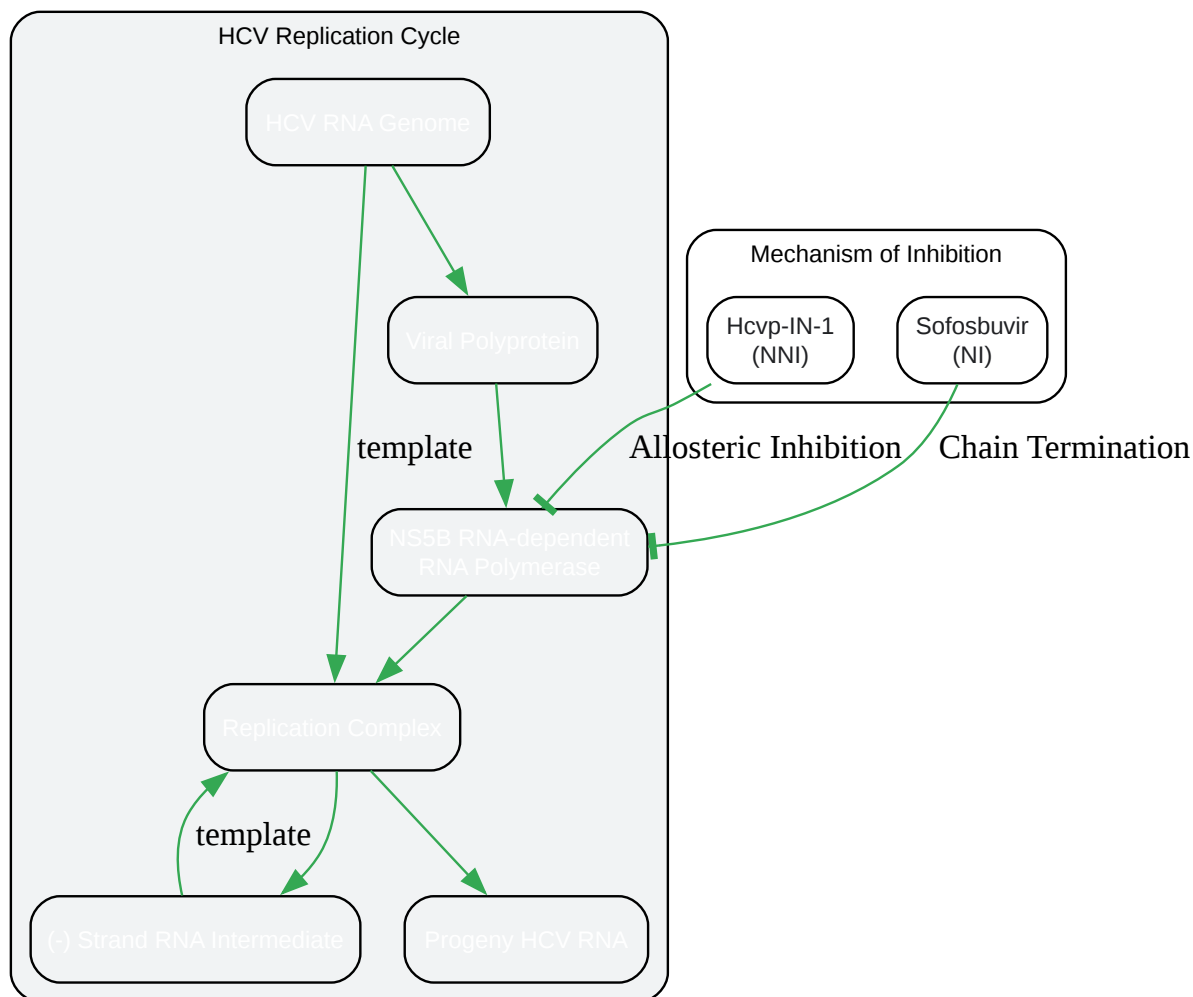 HCV Replication Cycle
HCV RNA Genome
Mechanism of Inhibition
Hcvp-IN-1
(NNI)
Sofosbuvir
(NI)
Viral Polyprotein
template
Allosteric Inhibition
Chain Termination
NS5B RNA-dependent
RNA Polymerase
Replication Complex
template
(-) Strand RNA Intermediate
Progeny HCV RNA